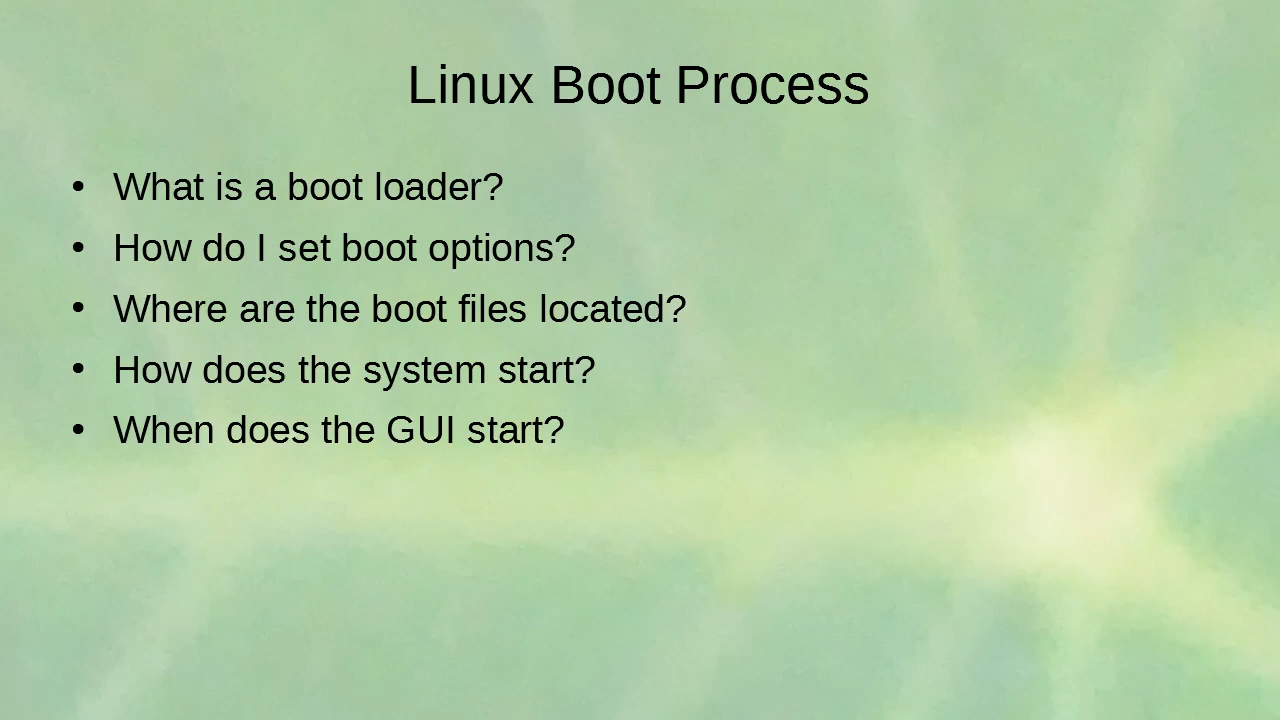 Linux Boot Process
• What is a boot loader?
• How do I set boot options?
• Where are the boot files located?
• How does the system start?
• When does the GUI start?